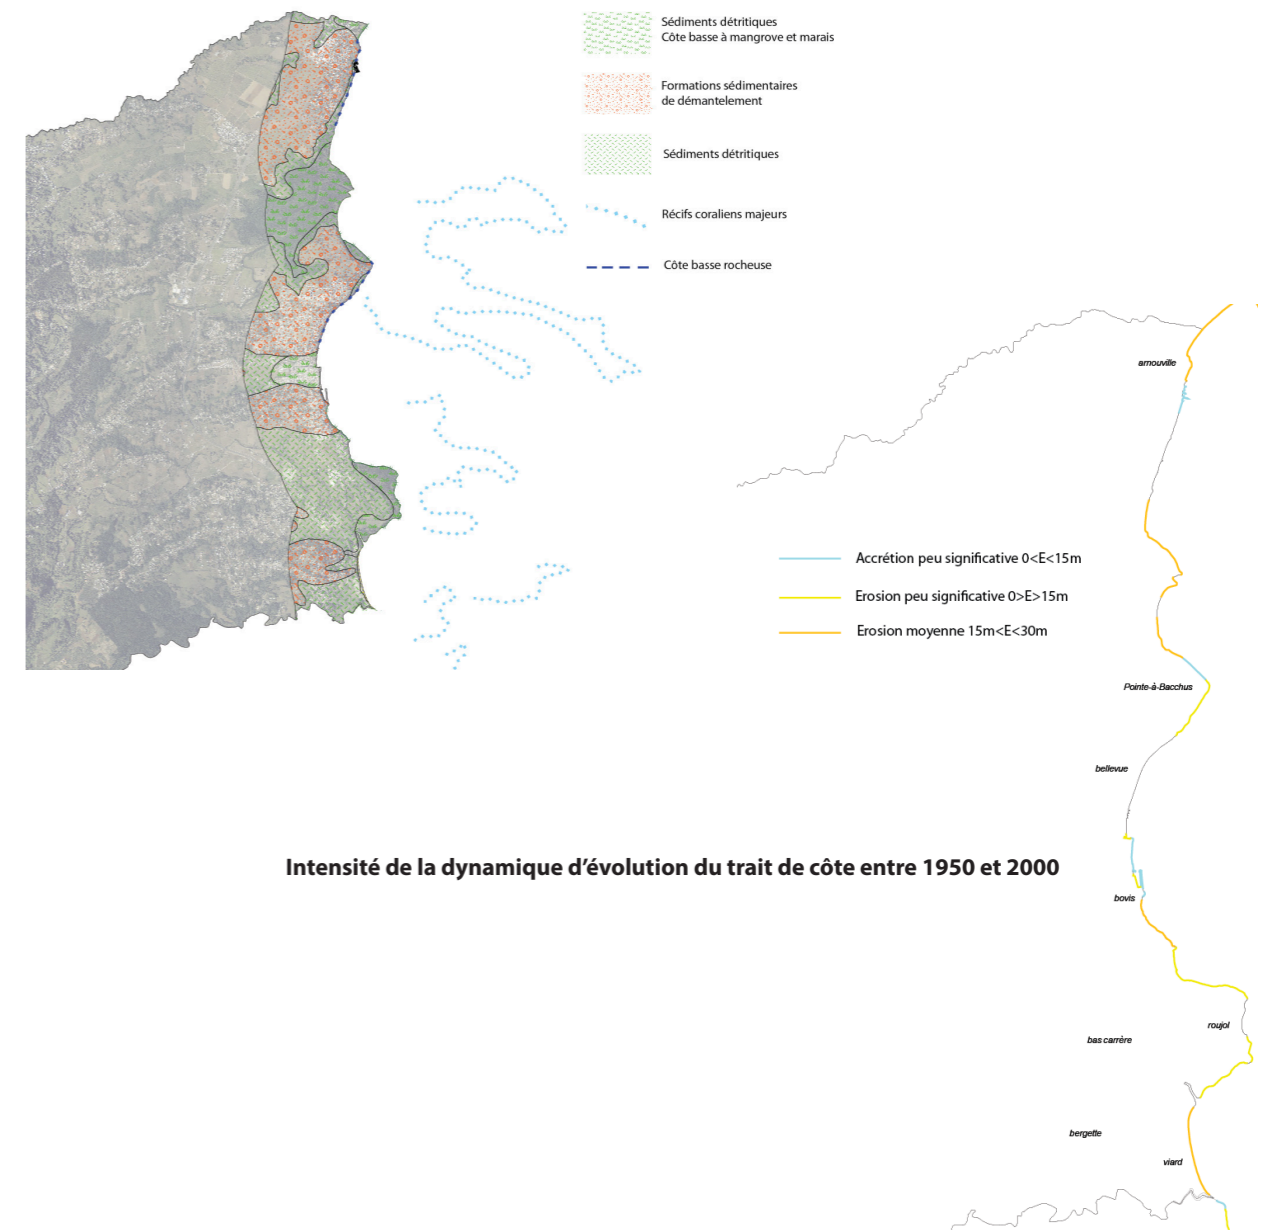 Sédiments détritiques
Côte basse à mangrove et marais
Formations sédimentaires
de démantelement
Sédiments détritiques
Récifs coraliens majeurs
Côte basse rocheuse
arnouville
Accrétion peu significative 0<E<15m
Erosion peu significative 0>E>15m
Erosion moyenne 15m<E<30m
Pointe-à-Bacchus
bellevue
Intensité de la dynamique d’évolution du trait de côte entre 1950 et 2000
bovis
roujol
bas carrère
bergette
viard